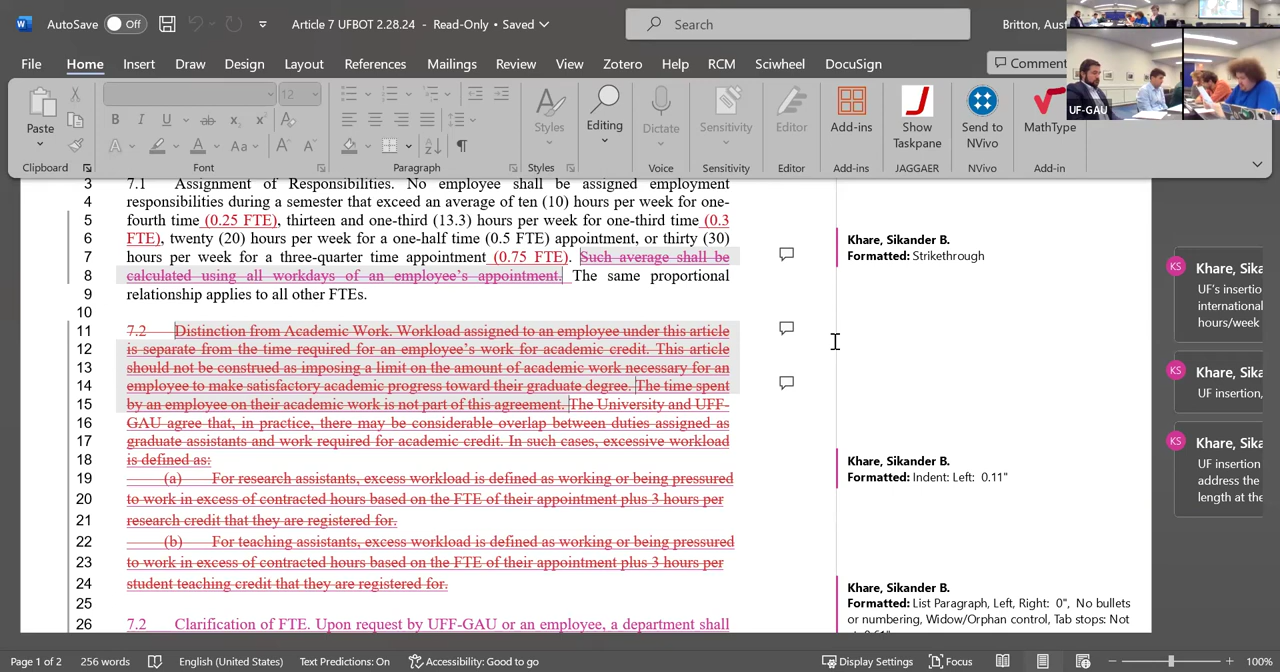 AutoSave Off Article 7 UFBOT 2.28.24 - Read-Only • Saved Search Britton, Aust
File Home Insert Draw Design Layout References Mailings Review View Zotero Help RCM Sciwheel DocuSign Comment
UF-GAU
12
Paste B I U ab x₂ x² A
A A Aa A A
Styles Editing Dictate Sensitivity Editor Add-ins Show Taskpane Send to NVivo MathType
Clipboard Font Paragraph Styles Voice Sensitivity Editor Add-ins JAGGAER NVivo Add-in
3 7.1 Assignment of Responsibilities. No employee shall be assigned employment
4 responsibilities during a semester that exceed an average of ten (10) hours per week for one-
5 fourth time (0.25 FTE), thirteen and one-third (13.3) hours per week for one-third time (0.3
6 FTE), twenty (20) hours per week for a one-half time (0.5 FTE) appointment, or thirty (30)
7 hours per week for a three-quarter time appointment (0.75 FTE). Such average shall be
8 calculated using all workdays of an employee's appointment. The same proportional
9 relationship applies to all other FTEs.
10
11 7.2 Distinction from Academic Work. Workload assigned to an employee under this article
12 is separate from the time required for an employee's work for academic credit. This article
13 should not be construed as imposing a limit on the amount of academic work necessary for an
14 employee to make satisfactory academic progress toward their graduate degree. The time spent
15 by an employee on their academic work is not part of this agreement. The University and UFF-
16 GAU agree that, in practice, there may be considerable overlap between duties assigned as
17 graduate assistants and work required for academic credit. In such cases, excessive workload
18 is defined as:
19 (a) For research assistants, excess workload is defined as working or being pressured
20 to work in excess of contracted hours based on the FTE of their appointment plus 3 hours per
21 research credit that they are registered for.
22 (b) For teaching assistants, excess workload is defined as working or being pressured
23 to work in excess of contracted hours based on the FTE of their appointment plus 3 hours per
24 student teaching credit that they are registered for.
25
26 7.2 Clarification of FTE. Upon request by UFF-GAU or an employee, a department shall
Khare, Sikander B.
Formatted: Strikethrough
Khare, Sikander B.
Formatted: Indent: Left: 0.11"
Khare, Sikander B.
Formatted: List Paragraph, Left, Right: 0", No bullets
or numbering, Widow/Orphan control, Tab stops: Not
KS Khare, Sika
UF's insertio
international
hours/week
KS Khare, Sika
UF insertion,
KS Khare, Sika
UF insertion
address the
length at the
Page 1 of 2 256 words English (United States) Text Predictions: On Accessibility: Good to go Display Settings Focus 100%